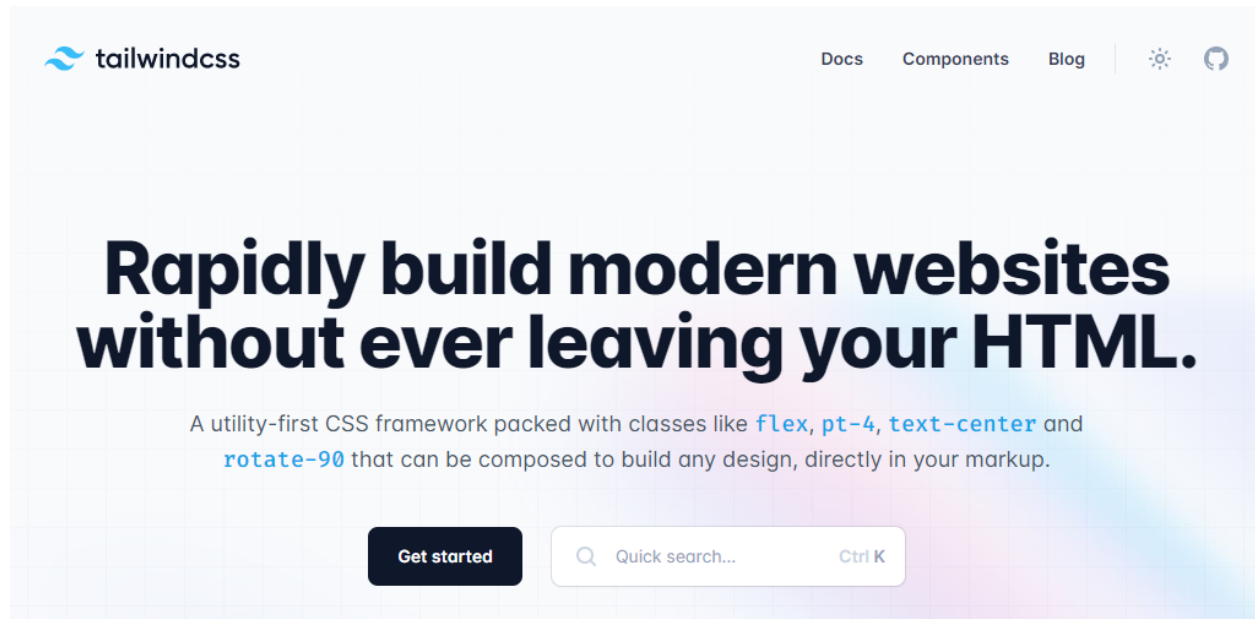 tailwindcss
Docs Components Blog
Rapidly build modern websites
without ever leaving your HTML.
A utility-first CSS framework packed with classes like flex, pt-4, text-center and
rotate-90 that can be composed to build any design, directly in your markup.
Get started
Quick search... Ctrl K